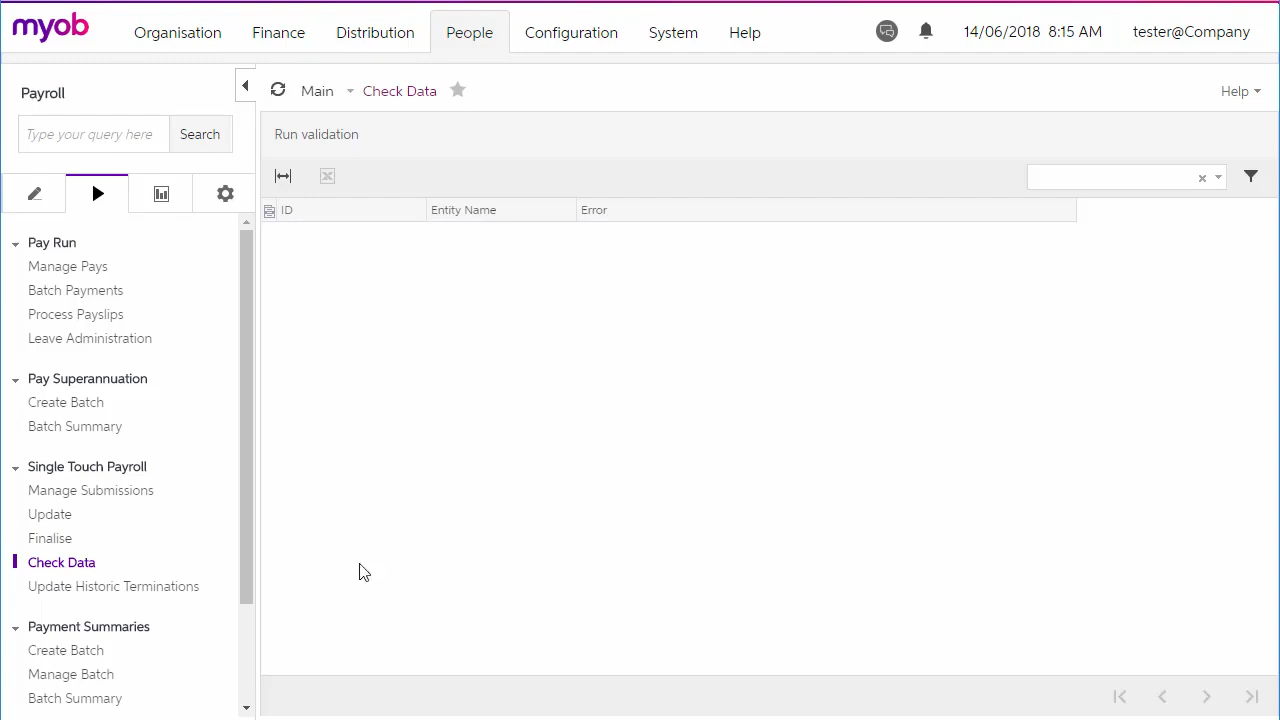 myob
Organisation Finance Distribution People Configuration System Help 14/06/2018 8:15 AM tester@Company
Payroll
Main Check Data Help
Type your query here Search
Run validation
ID Entity Name Error
Pay Run
Manage Pays
Batch Payments
Process Payslips
Leave Administration
Pay Superannuation
Create Batch
Batch Summary
Single Touch Payroll
Manage Submissions
Update
Finalise
Check Data
Update Historic Terminations
Payment Summaries
Create Batch
Manage Batch
Batch Summary